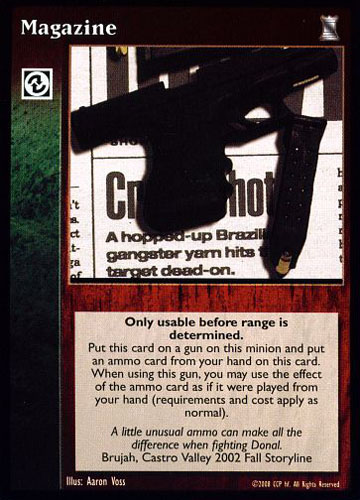 Magazine
Cr hot
A hopped-up Brazili
gangster yarn hits
target dead-on.
Only usable before range is
determined.
Put this card on a gun on this minion and put
an ammo card from your hand on this card.
When using this gun, you may use the effect
of the ammo card as if it were played from
your hand (requirements and cost apply as
normal).
A little unusual ammo can make all the
difference when fighting Donal.
Brujah, Castro Valley 2002 Fall Storyline
Illus: Aaron Voss
©2008 CCP hf. All Rights Reserved